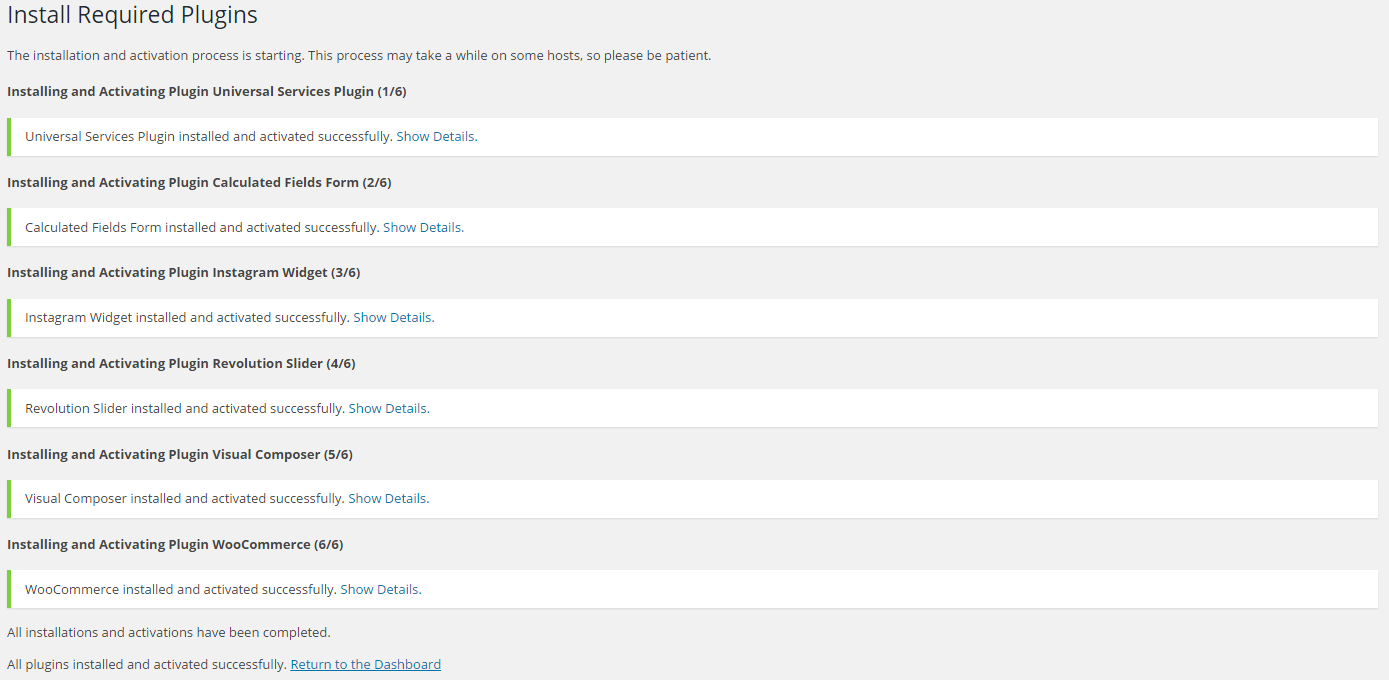 Install Required Plugins
The installation and activation process is starting. This process may take a while on some hosts, so please be patient.
Installing and Activating Plugin Universal Services Plugin (1/6)
Universal Services Plugin installed and activated successfully. Show Details.
Installing and Activating Plugin Calculated Fields Form (2/6)
Calculated Fields Form installed and activated successfully. Show Details.
Installing and Activating Plugin Instagram Widget (3/6)
Instagram Widget installed and activated successfully. Show Details.
Installing and Activating Plugin Revolution Slider (4/6)
Revolution Slider installed and activated successfully. Show Details.
Installing and Activating Plugin Visual Composer (5/6)
Visual Composer installed and activated successfully. Show Details.
Installing and Activating Plugin WooCommerce (6/6)
WooCommerce installed and activated successfully. Show Details.
All installations and activations have been completed.
All plugins installed and activated successfully. Return to the Dashboard